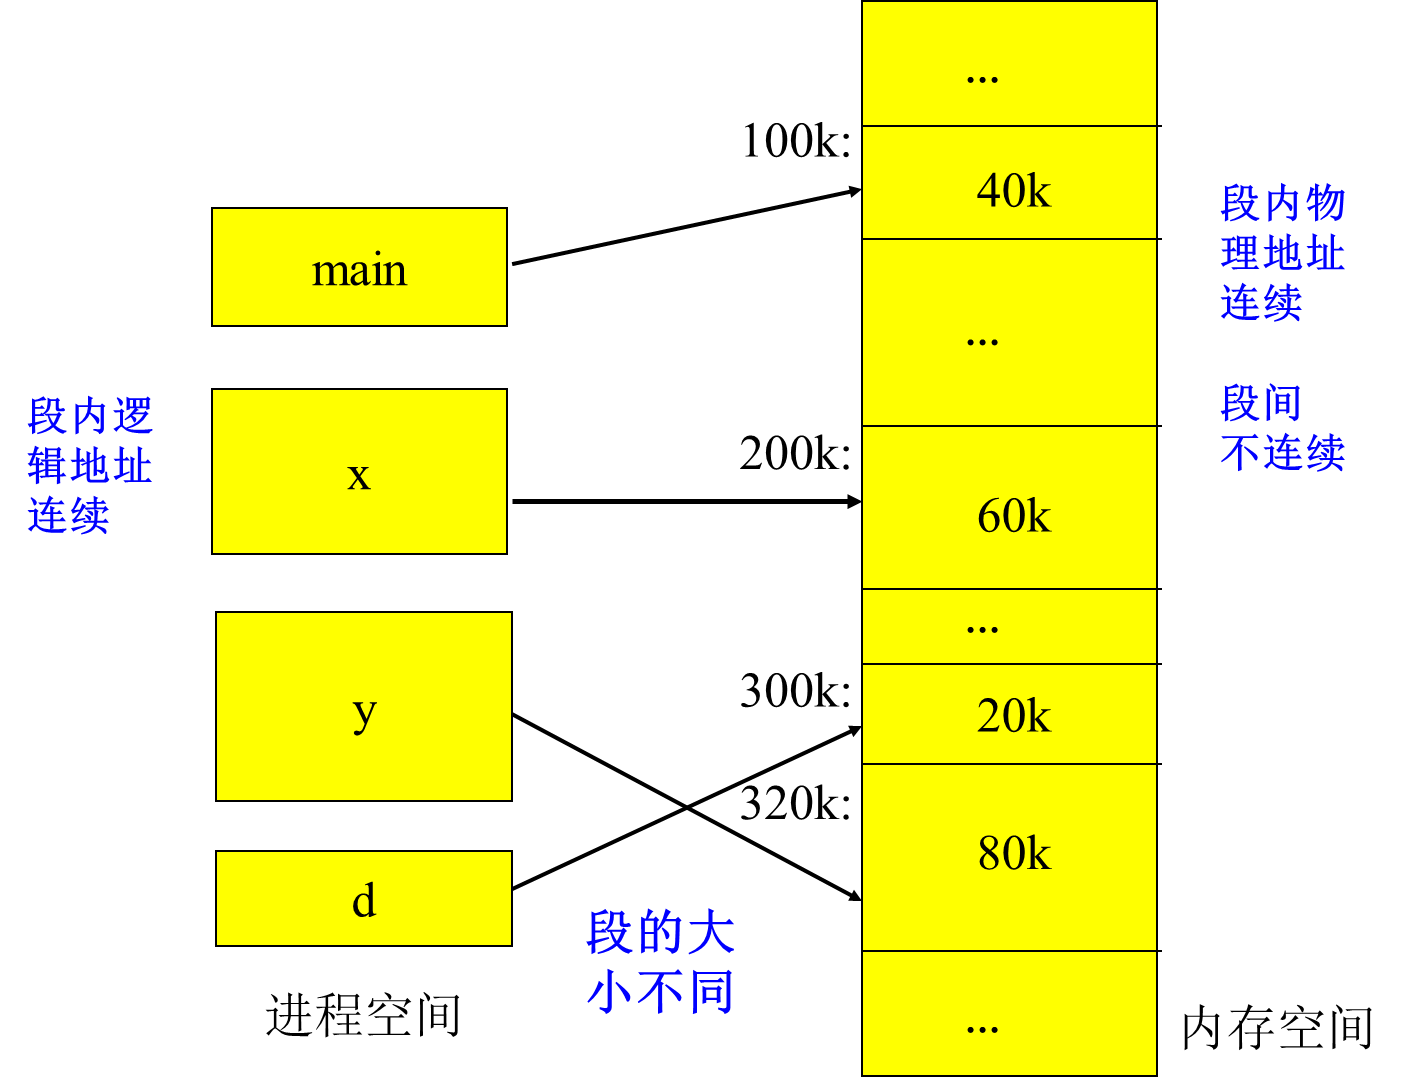 ...
100k:
40k
main
段内物
理地址
连续
...
段间
不连续
段内逻
辑地址
连续
x
200k:
60k
...
y
300k:
20k
320k:
80k
d
段的大
小不同
进程空间
...
内存空间